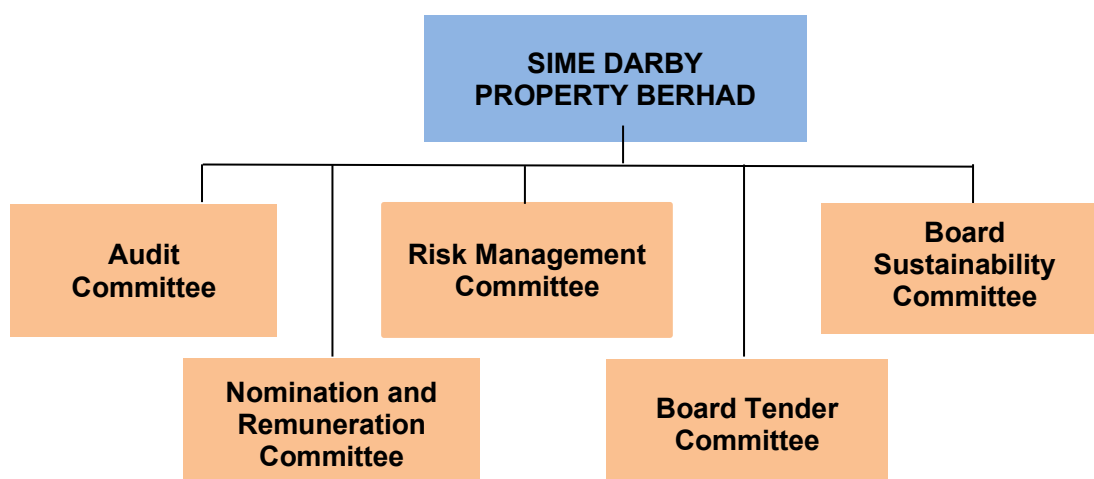 SIME DARBY
PROPERTY BERHAD
Audit
Committee
Risk Management
Committee
Board
Sustainability
Committee
Nomination and
Remuneration
Committee
Board Tender
Committee